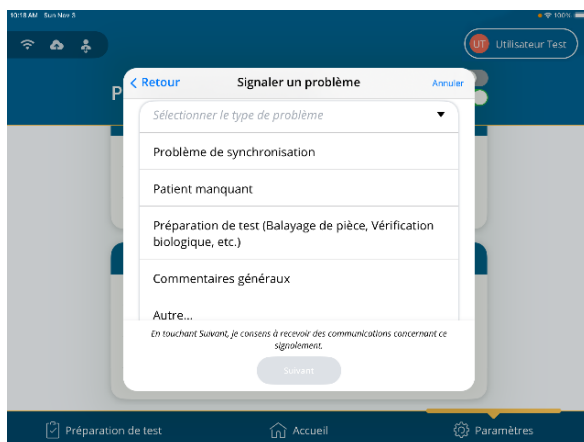 10:18 AM Sun Nov 3
100%
UT Utilisateur Test
P
Retour Signaler un problème Annuler
Sélectionner le type de problème
Problème de synchronisation
Patient manquant
Préparation de test (Balayage de pièce, Vérification
biologique, etc.)
Commentaires généraux
Autre...
En touchant Suivant, je consens à recevoir des communications concernant ce
signalement.
Suivant
Préparation de test Accueil Paramètres